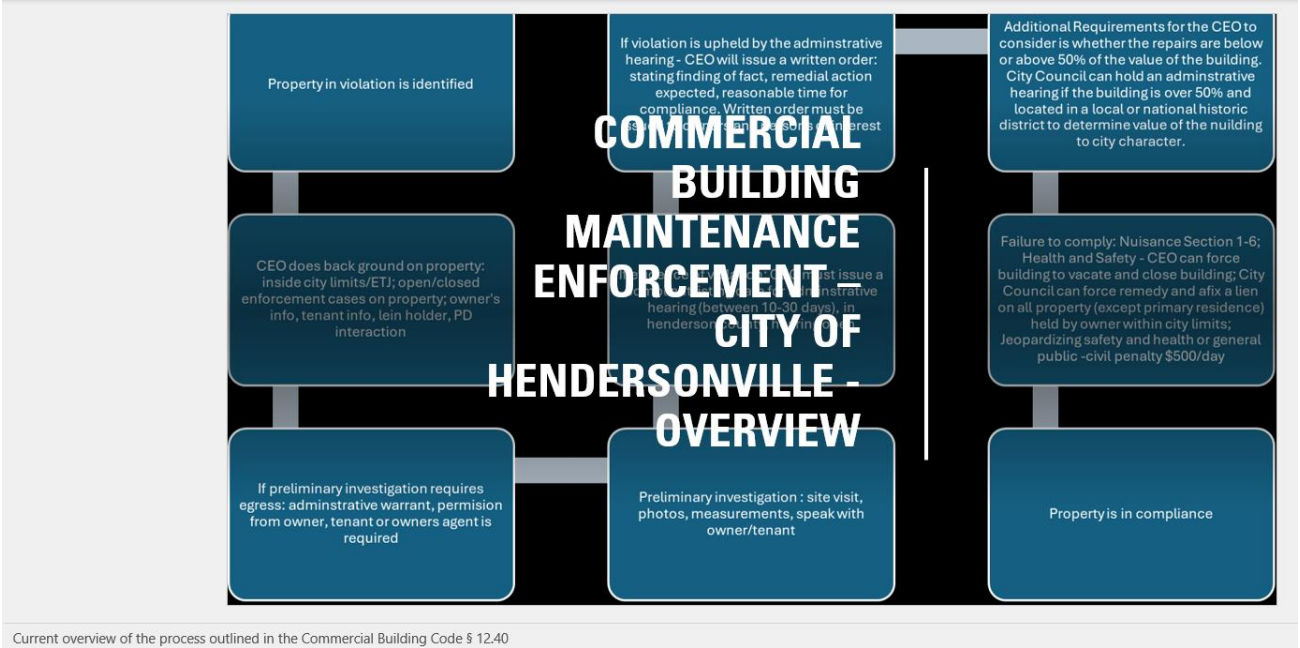 Property in violation is identified
CEO does back ground on property:
inside city limits/ETJ; open/closed
enforcement cases on property; owner's
info, tenant info, lein holder, PD
interaction
If preliminary investigation requires
egress: adminstrative warrant, permision
from owner, tenant or owners agent is
required
Preliminary investigation : site visit,
photos, measurements, speak with
owner/tenant
must issue a
hearing (between 10-30 days), in
If violation is upheld by the adminstrative
hearing - CEO will issue a written order:
stating finding of fact, remedial action
expected, reasonable time for
compliance. Written order must be
Additional Requirements for the CEO to
consider is whether the repairs are below
or above 50% of the value of the building.
City Council can hold an adminstrative
hearing if the building is over 50% and
located in a local or national historic
district to determine value of the nuilding
to city character.
Failure to comply: Nuisance Section 1-6;
Health and Safety - CEO can force
building to vacate and close building; City
Council can force remedy and afix a lien
on all property (except primary residence)
held by owner within city limits;
Jeopardizing safety and health or general
public -civil penalty $500/day
Property is in compliance
COMMERCIAL
BUILDING
MAINTENANCE
ENFORCEMENT –
CITY OF
HENDERSONVILLE -
OVERVIEW
Current overview of the process outlined in the Commercial Building Code § 12.40